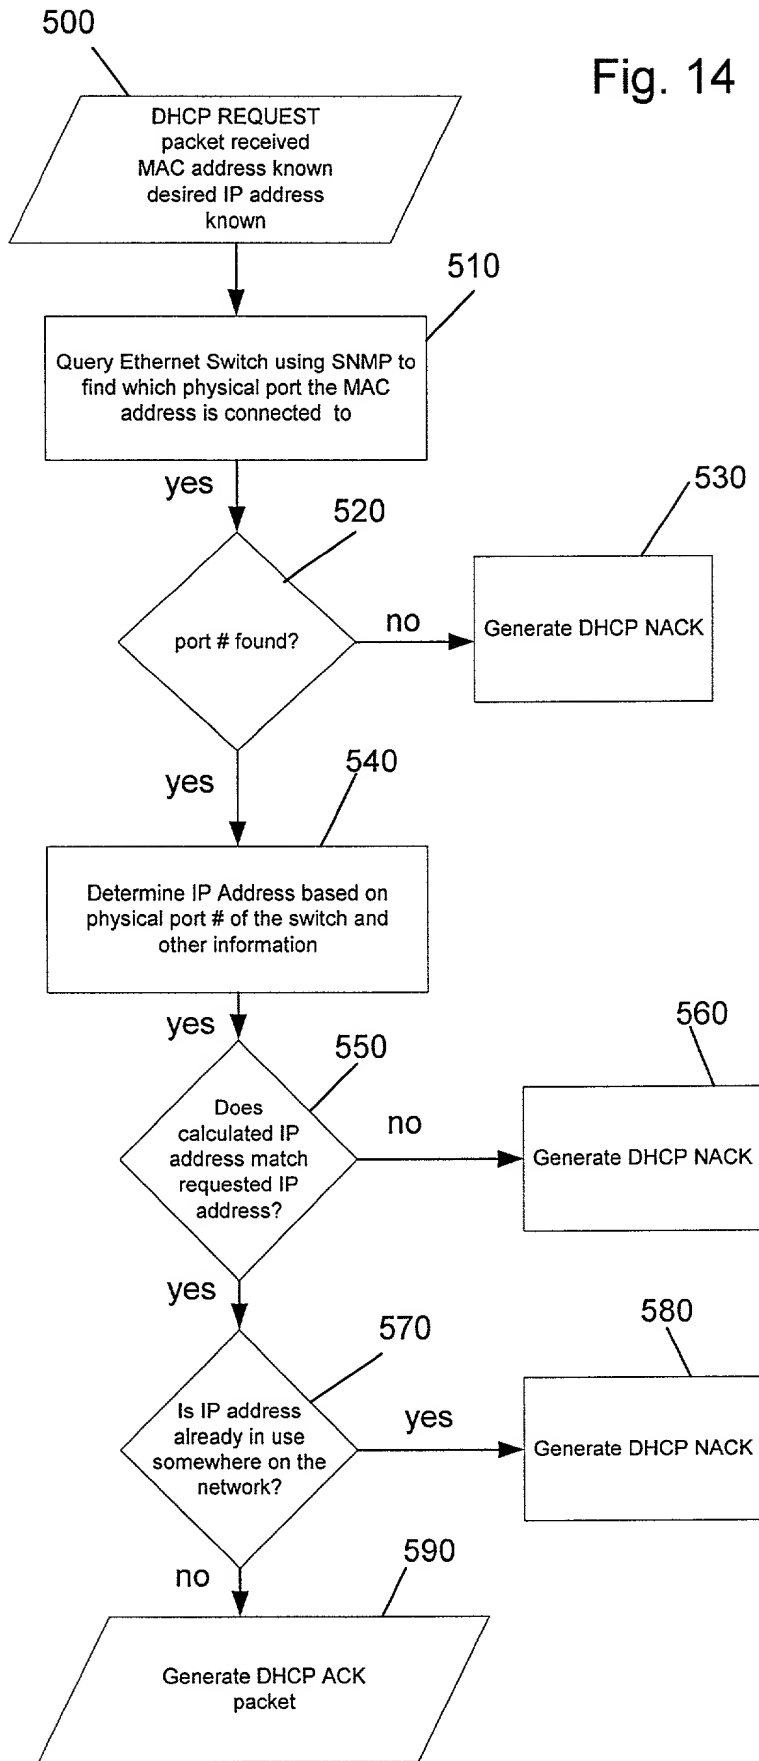 500
Fig. 14
DHCP REQUEST
packet received
MAC address known
desired IP address
known
510
Query Ethernet Switch using SNMP to
find which physical port the MAC
address is connected to
yes
520
530
port # found?
no
Generate DHCP NACK
yes
540
Determine IP Address based on
physical port # of the switch and
other information
yes
550
560
Does
calculated IP
address match
requested IP
address?
no
Generate DHCP NACK
yes
570
580
Is IP address
already in use
somewhere on the
network?
yes
Generate DHCP NACK
no
590
Generate DHCP ACK
packet